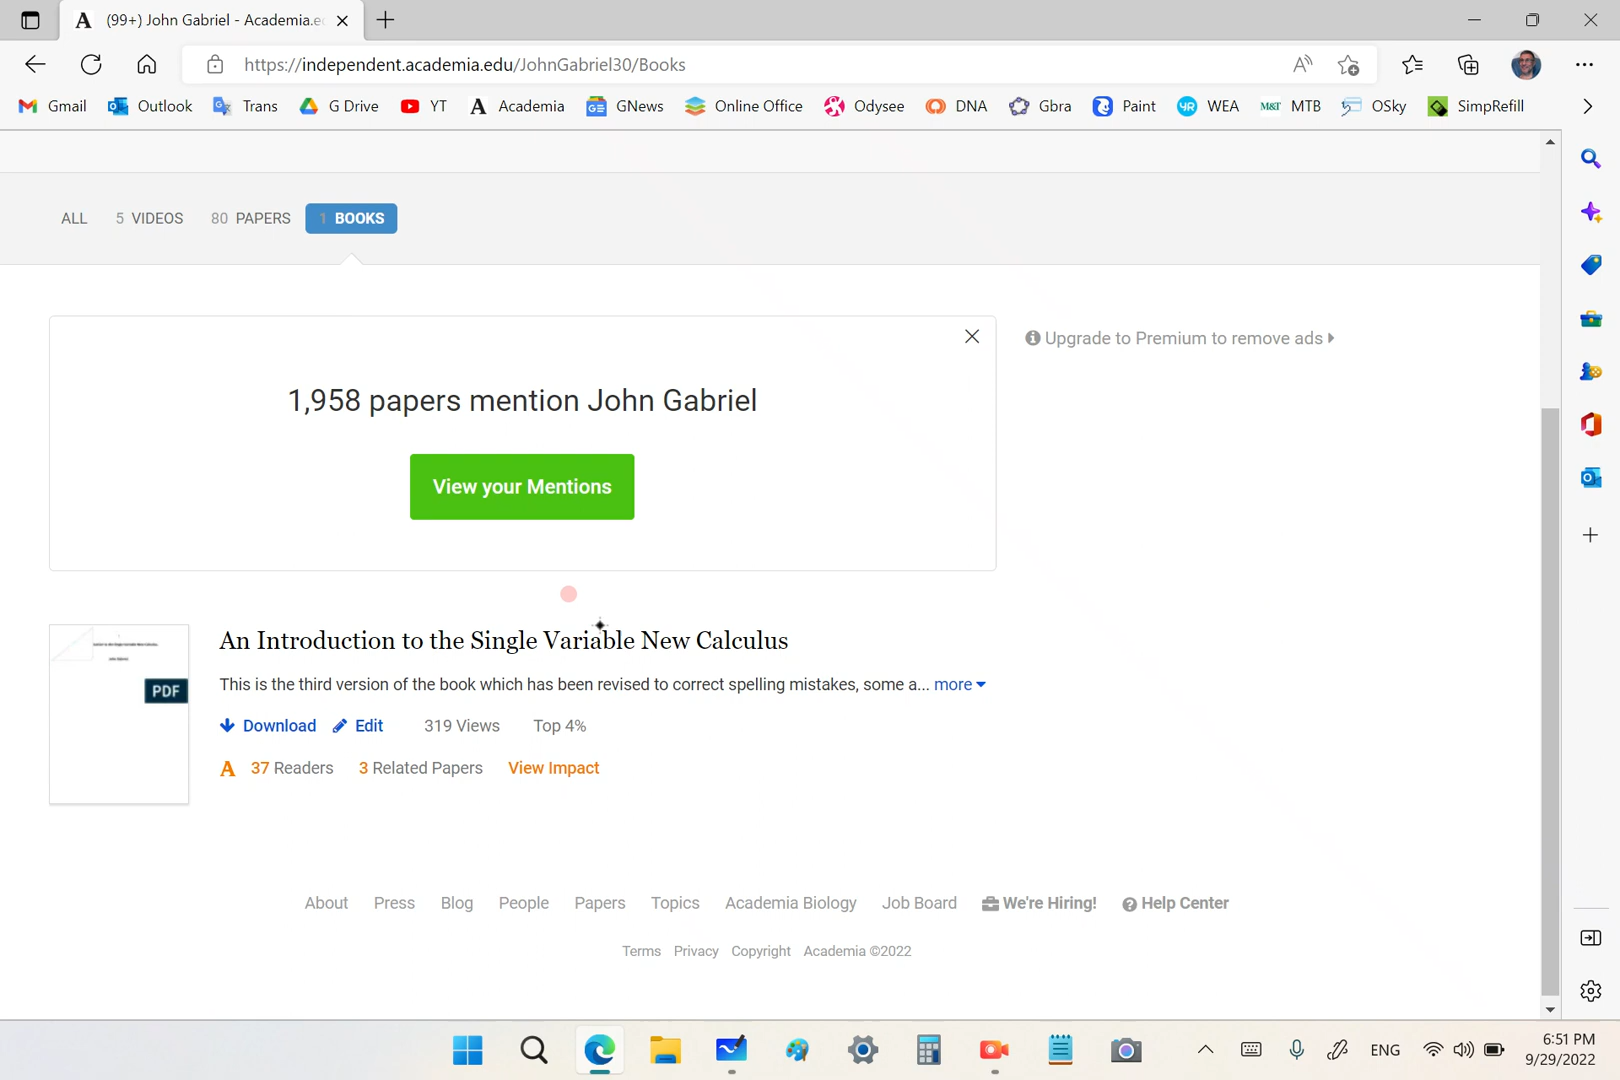 A (99+) John Gabriel - Academia.e
https://independent.academia.edu/JohnGabriel30/Books
Gmail Outlook Trans G Drive YT Academia GNews Online Office Odysee DNA Gbra Paint WEA M&T MTB OSky SimpRefill
ALL 5 VIDEOS 80 PAPERS 1 BOOKS
1,958 papers mention John Gabriel
Upgrade to Premium to remove ads
View your Mentions
An Introduction to the Single Variable New Calculus
PDF
This is the third version of the book which has been revised to correct spelling mistakes, some a... more
Download Edit 319 Views Top 4%
A 37 Readers 3 Related Papers View Impact
About Press Blog People Papers Topics Academia Biology Job Board We're Hiring! Help Center
Terms Privacy Copyright Academia ©2022
ENG
6:51 PM
9/29/2022